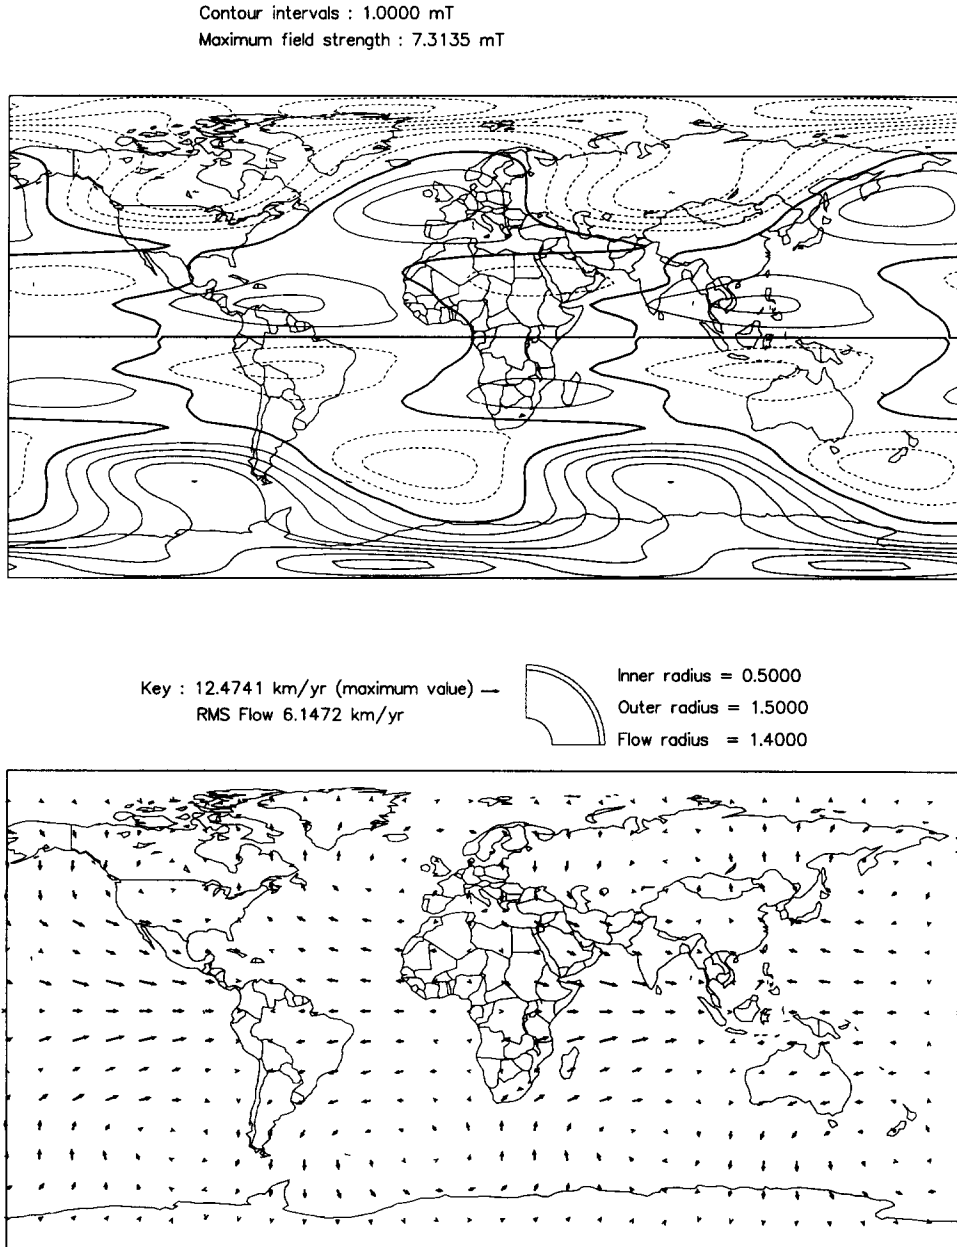 Contour intervals : 1.0000 mT
Maximum field strength : 7.3135 mT
Key : 12.4741 km/yr (maximum value) →
RMS Flow 6.1472 km/yr
Inner radius = 0.5000
Outer radius = 1.5000
Flow radius = 1.4000